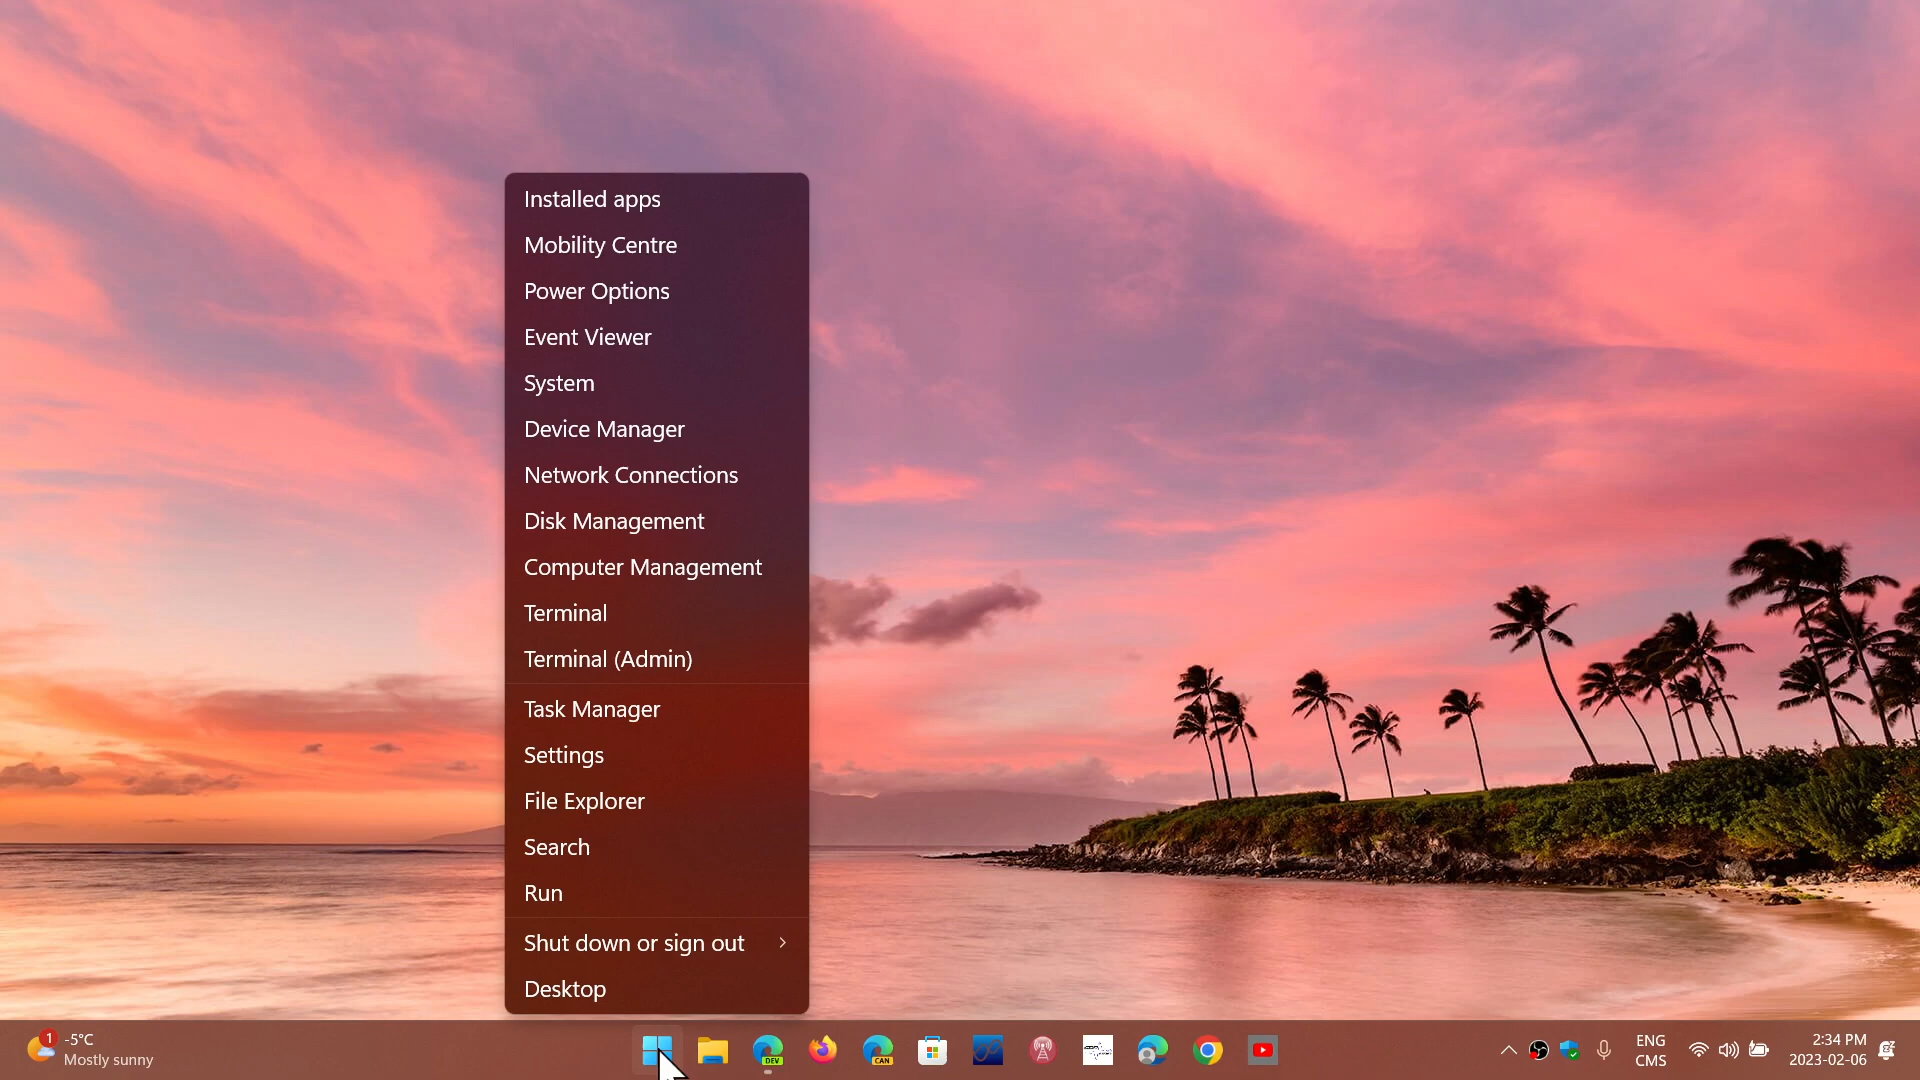 Installed apps
Mobility Centre
Power Options
Event Viewer
System
Device Manager
Network Connections
Disk Management
Computer Management
Terminal
Terminal (Admin)
Task Manager
Settings
File Explorer
Search
Run
Shut down or sign out
Desktop
1
-5°C
Mostly sunny
DEV
CAN
ENG
CMS
2:34 PM
2023-02-06